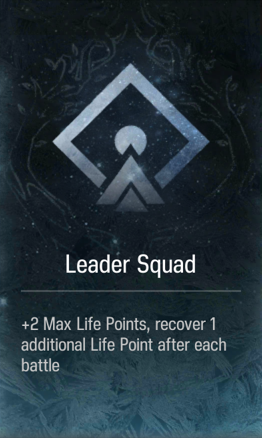 Leader Squad
+2 Max Life Points, recover 1
additional Life Point after each
battle